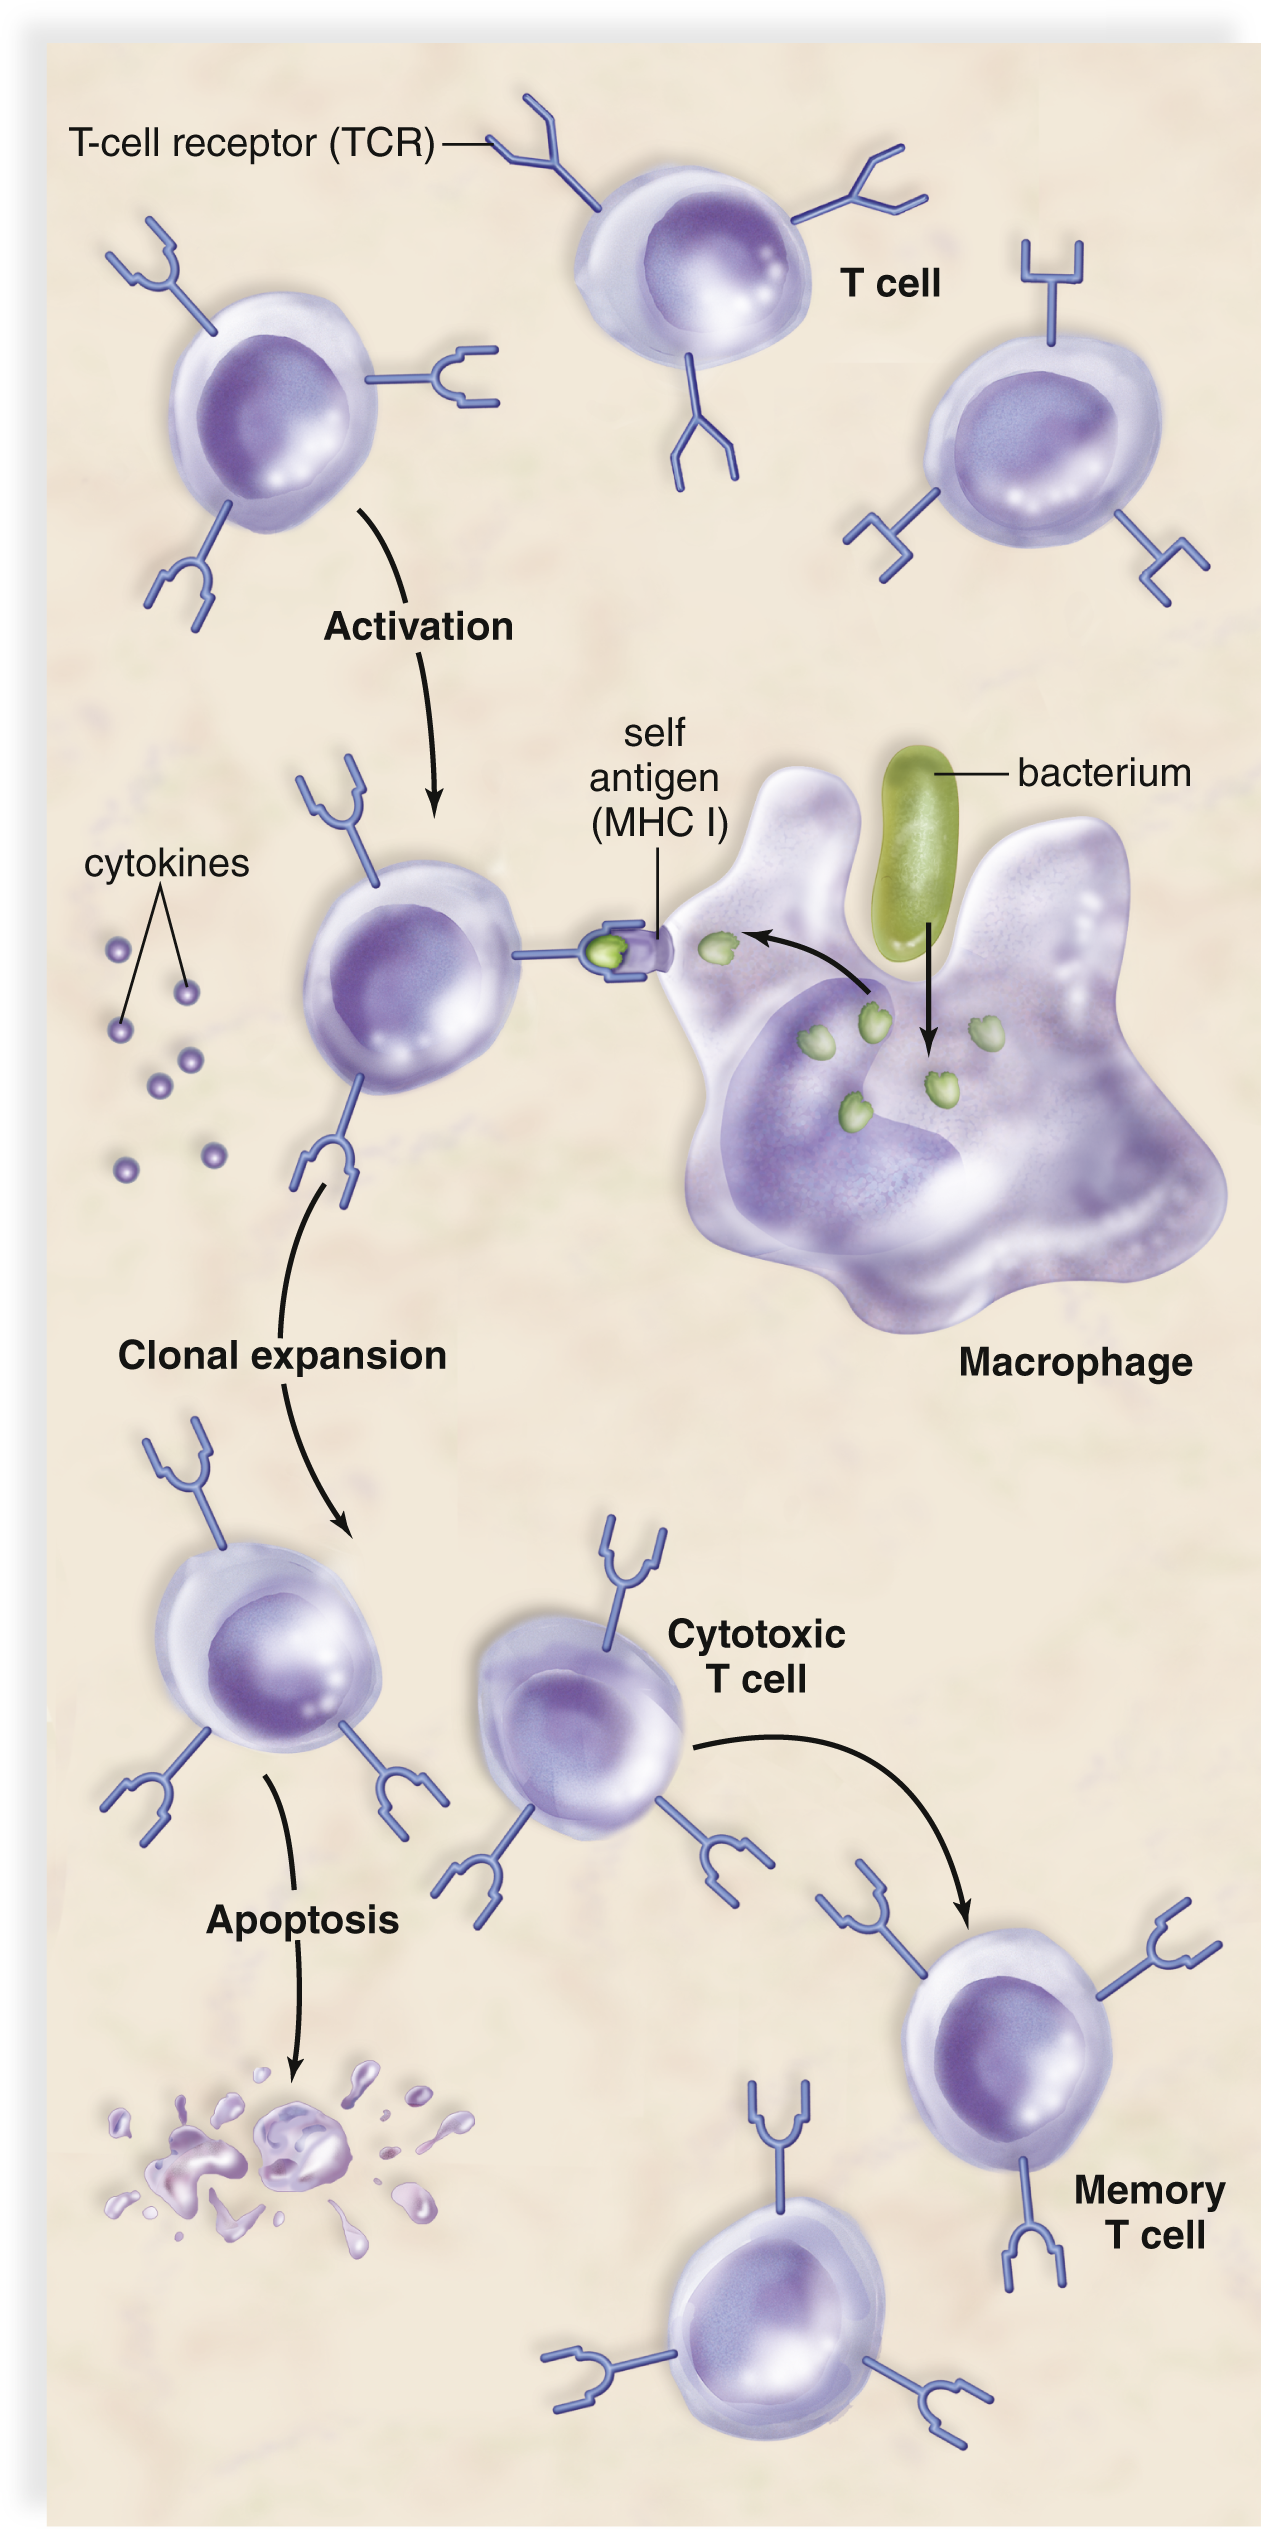 T-cell receptor (TCR)
T cell
Activation
self
antigen
(MHC I)
bacterium
cytokines
Clonal expansion
Macrophage
Cytotoxic
T cell
Apoptosis
Memory
T cell